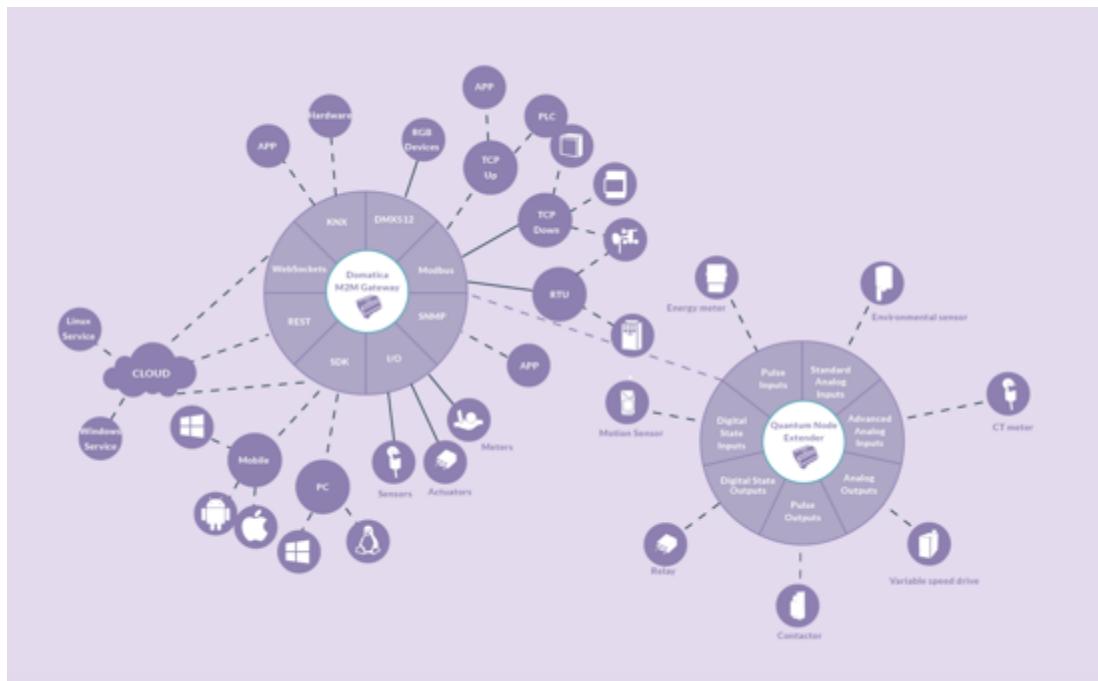 APP
Hardware
RGB
Devices
APP
PLC
TCP
Up
TCP
Down
RTU
APP
KNX
DMX512
WebSockets
Modbus
REST
SNMP
SDK
I/O
Domatica
M2M Gateway
Linux
Service
CLOUD
Windows
Service
Mobile
PC
Sensors
Actuators
Meters
Energy meter
Environmental sensor
Motion Sensor
CT meter
Pulse
Inputs
Standard
Analog
Inputs
Digital
State
Inputs
Advanced
Analog
Inputs
Quantum Node
Extender
Digital State
Outputs
Analog
Outputs
Pulse
Outputs
Relay
Variable speed drive
Contactor